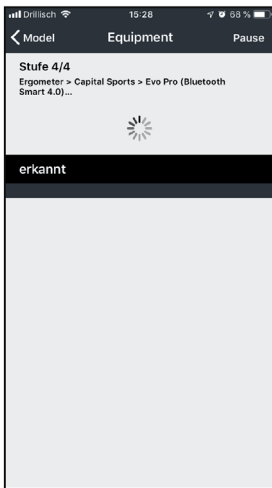 Drillisch 15:28 68 %
Model Equipment Pause
Stufe 4/4
Ergometer > Capital Sports > Evo Pro (Bluetooth
Smart 4.0)...
erkannt